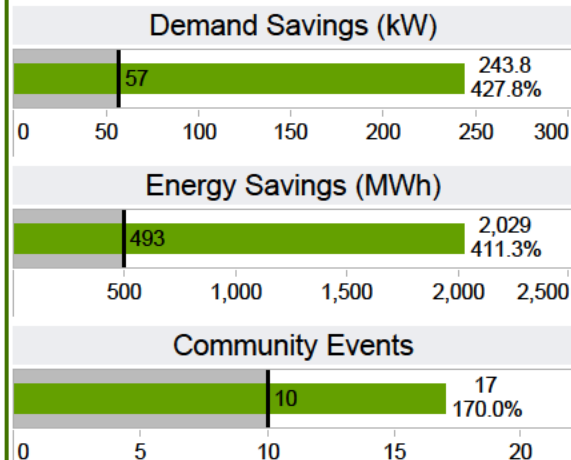 Demand Savings (kW)
57
243.8
427.8%
0 50 100 150 200 250 300
Energy Savings (MWh)
493
2,029
411.3%
500 1,000 1,500 2,000 2,500
Community Events
10
17
170.0%
0 5 10 15 20